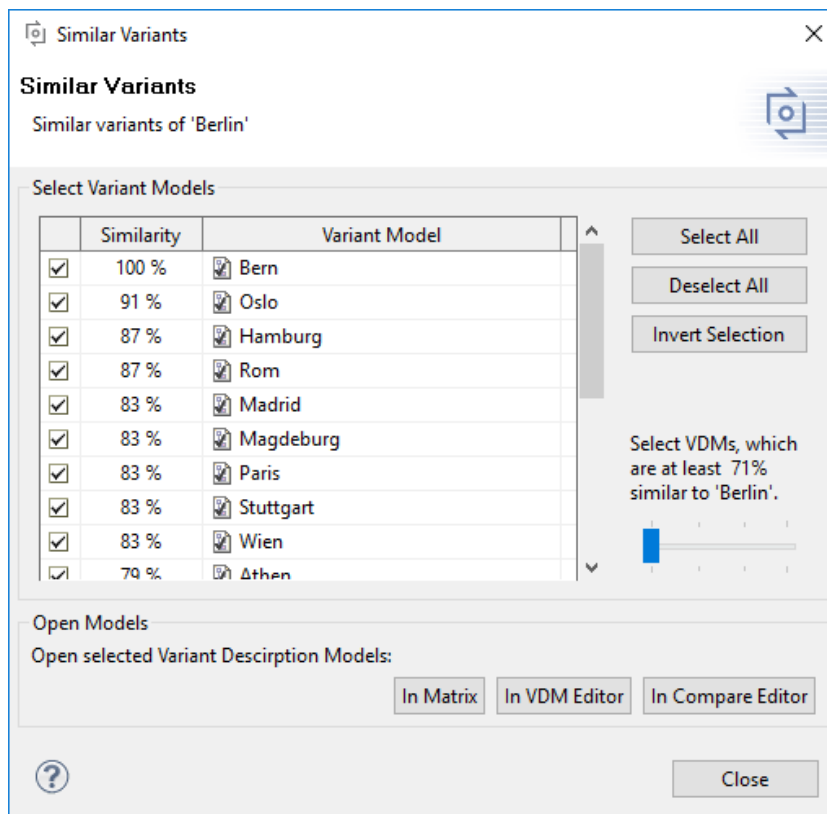 Similar Variants
Similar Variants
Similar variants of 'Berlin'
Select Variant Models
Similarity Variant Model
100 % Bern
91 % Oslo
87 % Hamburg
87 % Rom
83 % Madrid
83 % Magdeburg
83 % Paris
83 % Stuttgart
83 % Wien
79 % Athen
Select All
Deselect All
Invert Selection
Select VDMs, which
are at least 71%
similar to 'Berlin'.
Open Models
Open selected Variant Descirption Models:
In Matrix In VDM Editor In Compare Editor
?
Close